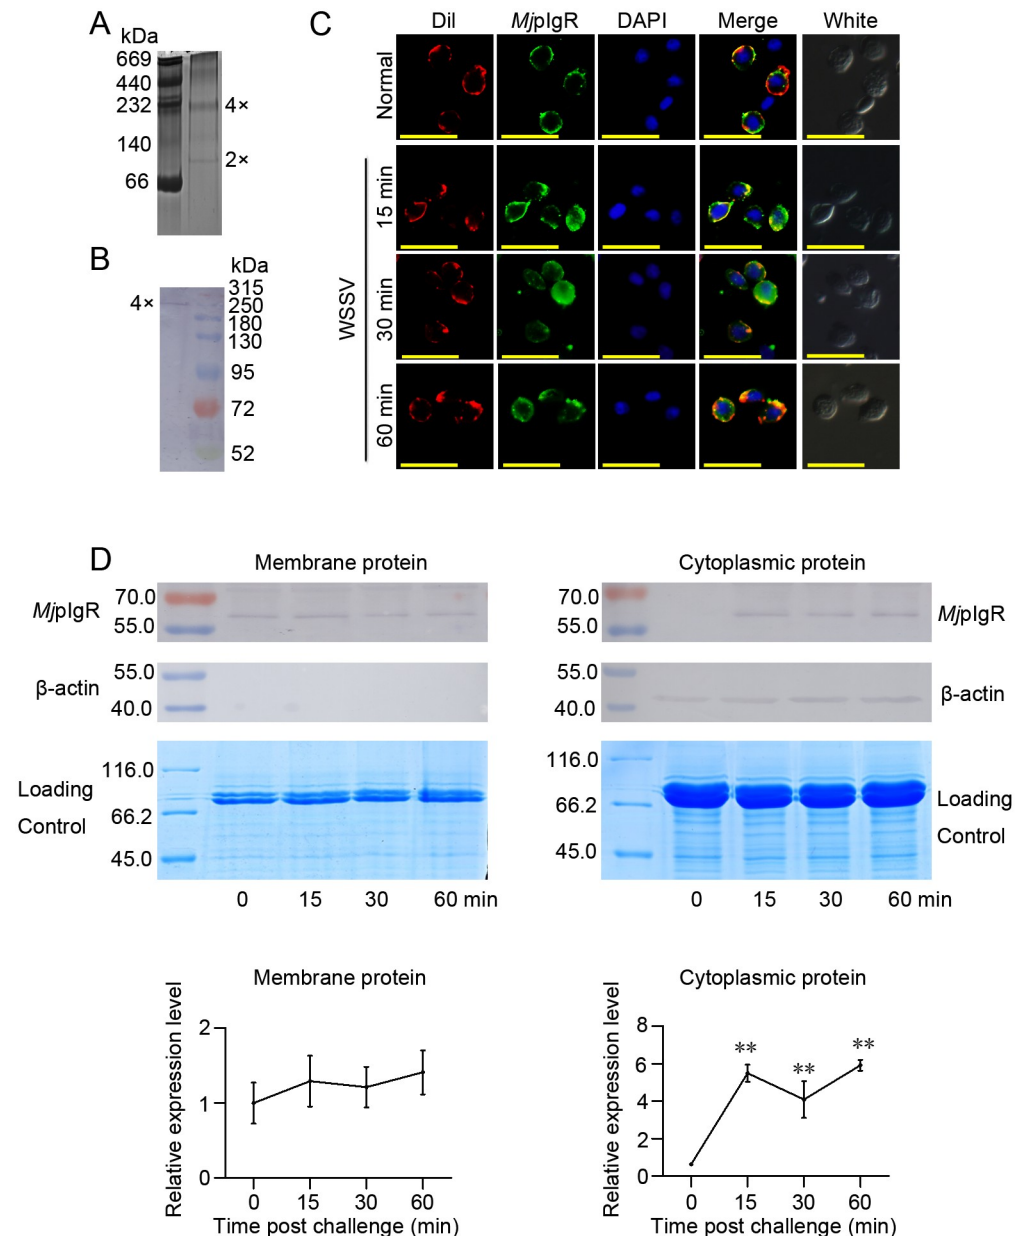 A
kDa
669
440
232
140
66
4×
2×
B
kDa
4×
315
250
180
130
95
72
52
C
Dil
MjpIgR
DAPI
Merge
White
Normal
15 min
30 min
60 min
WSSV
D
Membrane protein
MjpIgR
70.0
55.0
β-actin
55.0
40.0
Loading
Control
116.0
66.2
45.0
0 15 30 60 min
Cytoplasmic protein
70.0
55.0
MjpIgR
55.0
40.0
β-actin
116.0
66.2
45.0
Loading
Control
0 15 30 60 min
Membrane protein
Relative expression level
2
1
0
0 15 30 60
Time post challenge (min)
Cytoplasmic protein
Relative expression level
8
6
4
2
0
** ** **
0 15 30 60
Time post challenge (min)